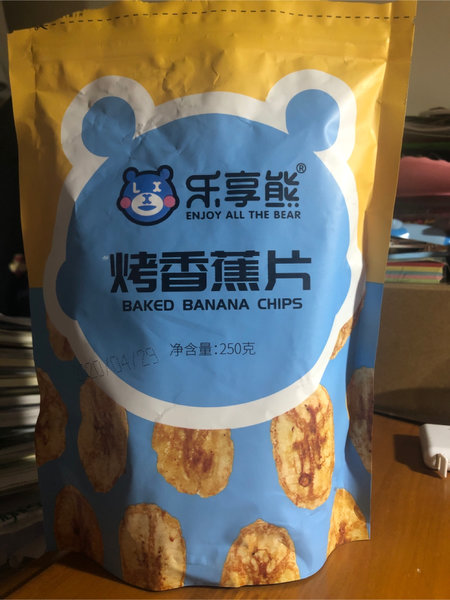 LX
乐享熊®
ENJOY ALL THE BEAR
烤香蕉片
BAKED BANANA CHIPS
净含量:250克